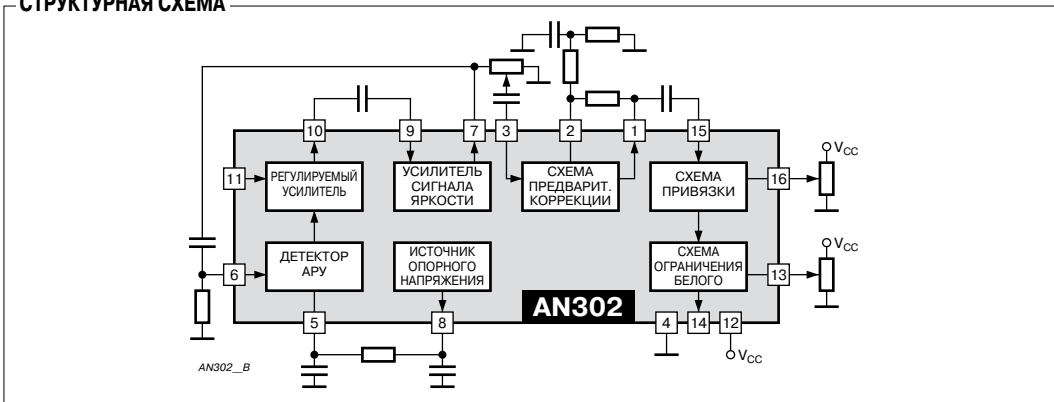 СТРУКТУРНАЯ СХЕМА
10
9
7
3
2
1
15
11
РЕГУЛИРУЕМЫЙ
УСИЛИТЕЛЬ
УСИЛИТЕЛЬ
СИГНАЛА
ЯРКОСТИ
СХЕМА
ПРЕДВАРИТ.
КОРРЕКЦИИ
СХЕМА
ПРИВЯЗКИ
16
VCC
6
ДЕТЕКТОР
АРУ
ИСТОЧНИК
ОПОРНОГО
НАПРЯЖЕНИЯ
СХЕМА
ОГРАНИЧЕНИЯ
БЕЛОГО
13
VCC
AN302
5
8
4
14
12
VCC
AN302__B